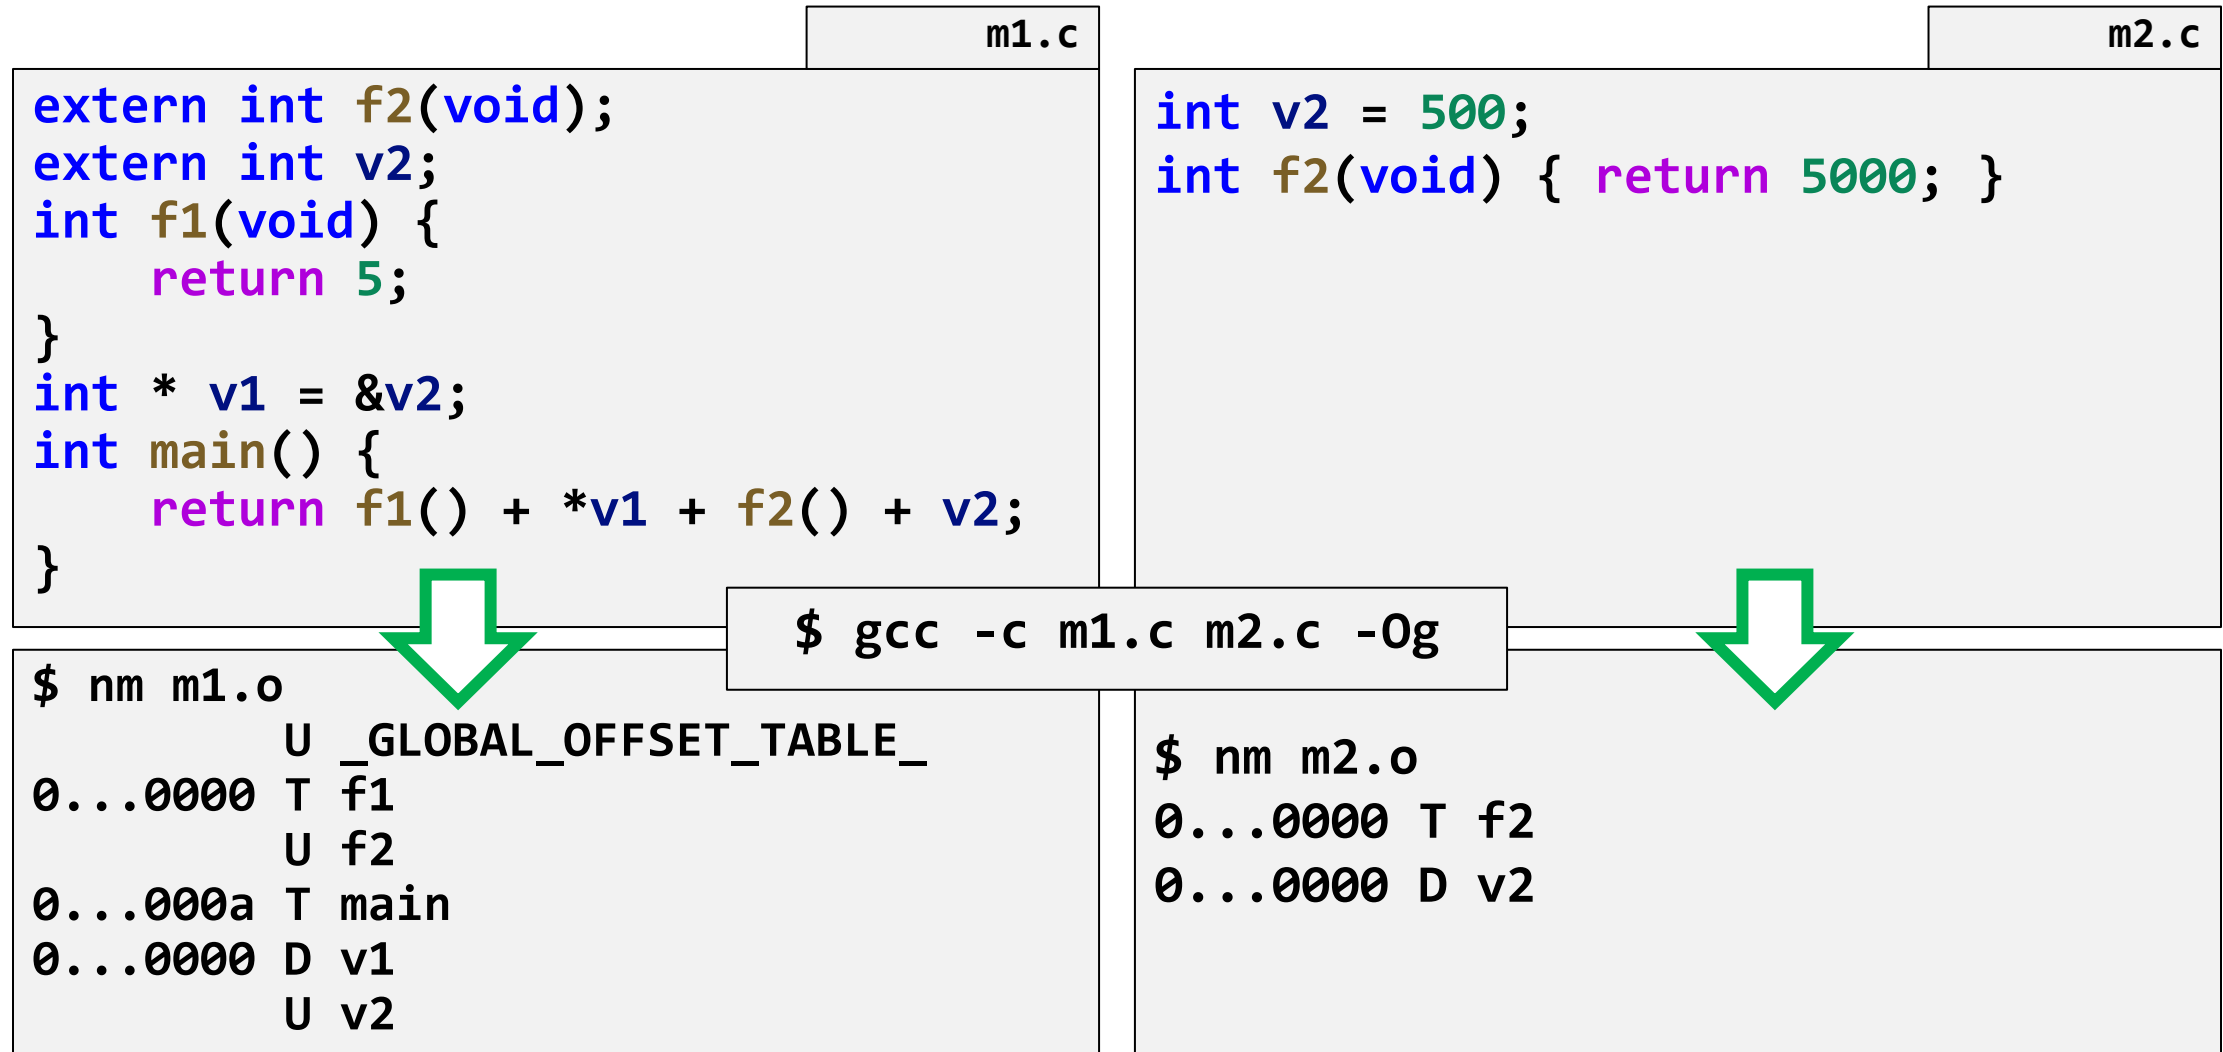 m1.c
extern int f2(void);
extern int v2;
int f1(void) {
    return 5;
}
int * v1 = &v2;
int main() {
    return f1() + *v1 + f2() + v2;
}
m2.c
int v2 = 500;
int f2(void) { return 5000; }
$ gcc -c m1.c m2.c -Og
$ nm m1.o
         U _GLOBAL_OFFSET_TABLE_
0...0000 T f1
         U f2
0...000a T main
0...0000 D v1
         U v2
$ nm m2.o
0...0000 T f2
0...0000 D v2